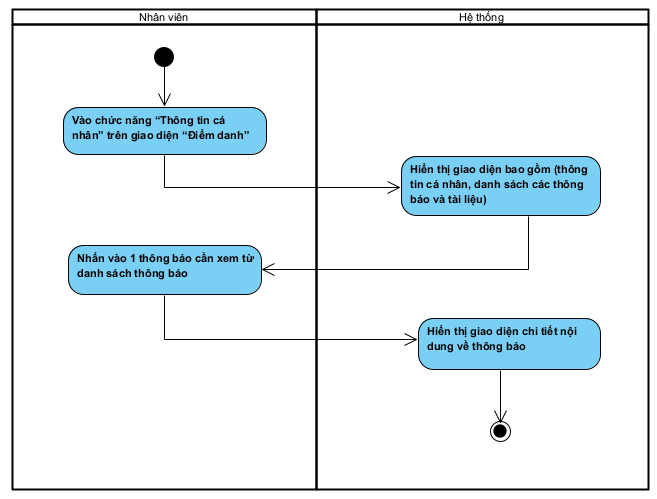 Nhân viên
Hệ thống
Vào chức năng “Thông tin cá
nhân” trên giao diện “Điểm danh”
Hiển thị giao diện bao gồm (thông
tin cá nhân, danh sách các thông
báo và tài liệu)
Nhấn vào 1 thông báo cần xem từ
danh sách thông báo
Hiển thị giao diện chi tiết nội
dung về thông báo